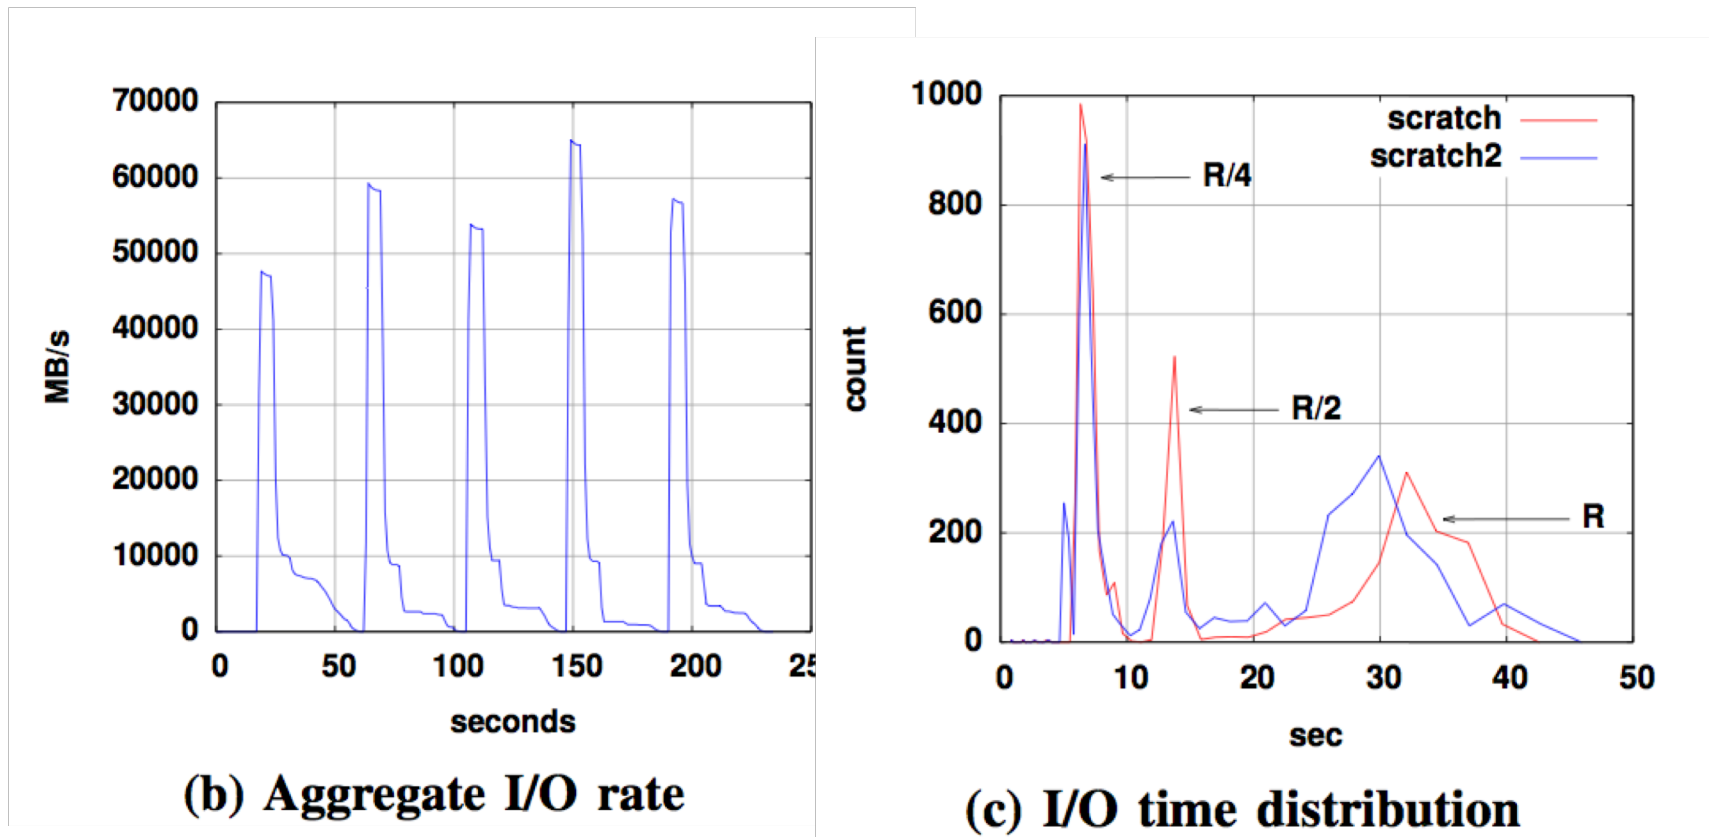 70000
60000
50000
40000
30000
20000
10000
0
MB/s
0 50 100 150 200 25
seconds
(b) Aggregate I/O rate
1000
800
600
400
200
0
count
scratch
scratch2
R/4
R/2
R
0 10 20 30 40 50
sec
(c) I/O time distribution